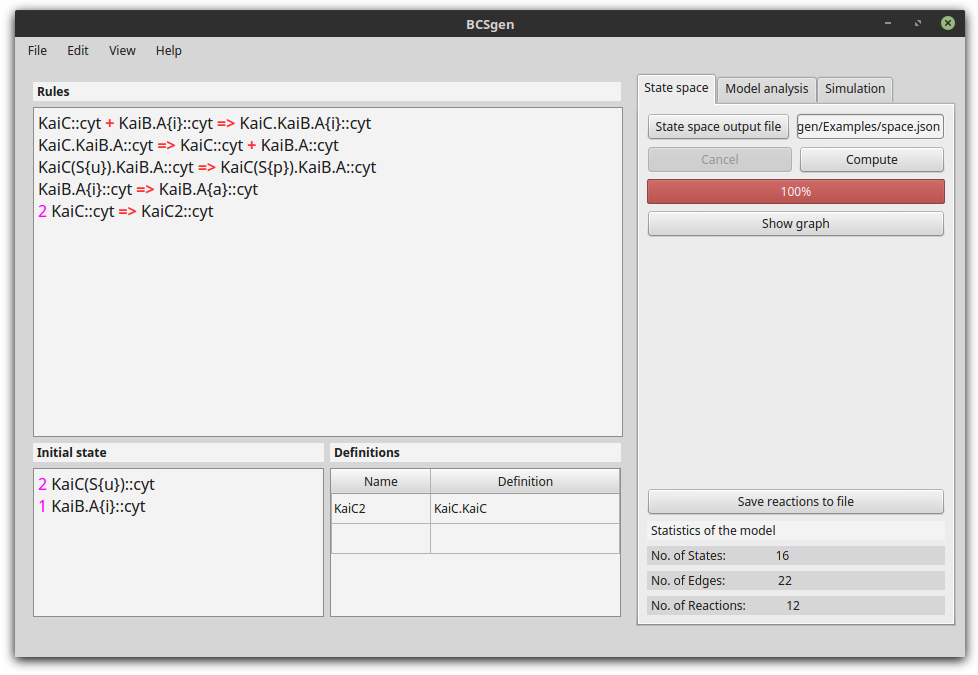 BCSgen
File Edit View Help
Rules
KaiC::cyt + KaiB.A{i}::cyt => KaiC.KaiB.A{i}::cyt
KaiC.KaiB.A::cyt => KaiC::cyt + KaiB.A::cyt
KaiC(S{u}).KaiB.A::cyt => KaiC(S{p}).KaiB.A::cyt
KaiB.A{i}::cyt => KaiB.A{a}::cyt
2 KaiC::cyt => KaiC2::cyt
Initial state
2 KaiC(S{u})::cyt
1 KaiB.A{i}::cyt
Definitions
Name Definition
KaiC2 KaiC.KaiC
State space Model analysis Simulation
State space output file gen/Examples/space.json
Cancel Compute
100%
Show graph
Save reactions to file
Statistics of the model
No. of States: 16
No. of Edges: 22
No. of Reactions: 12